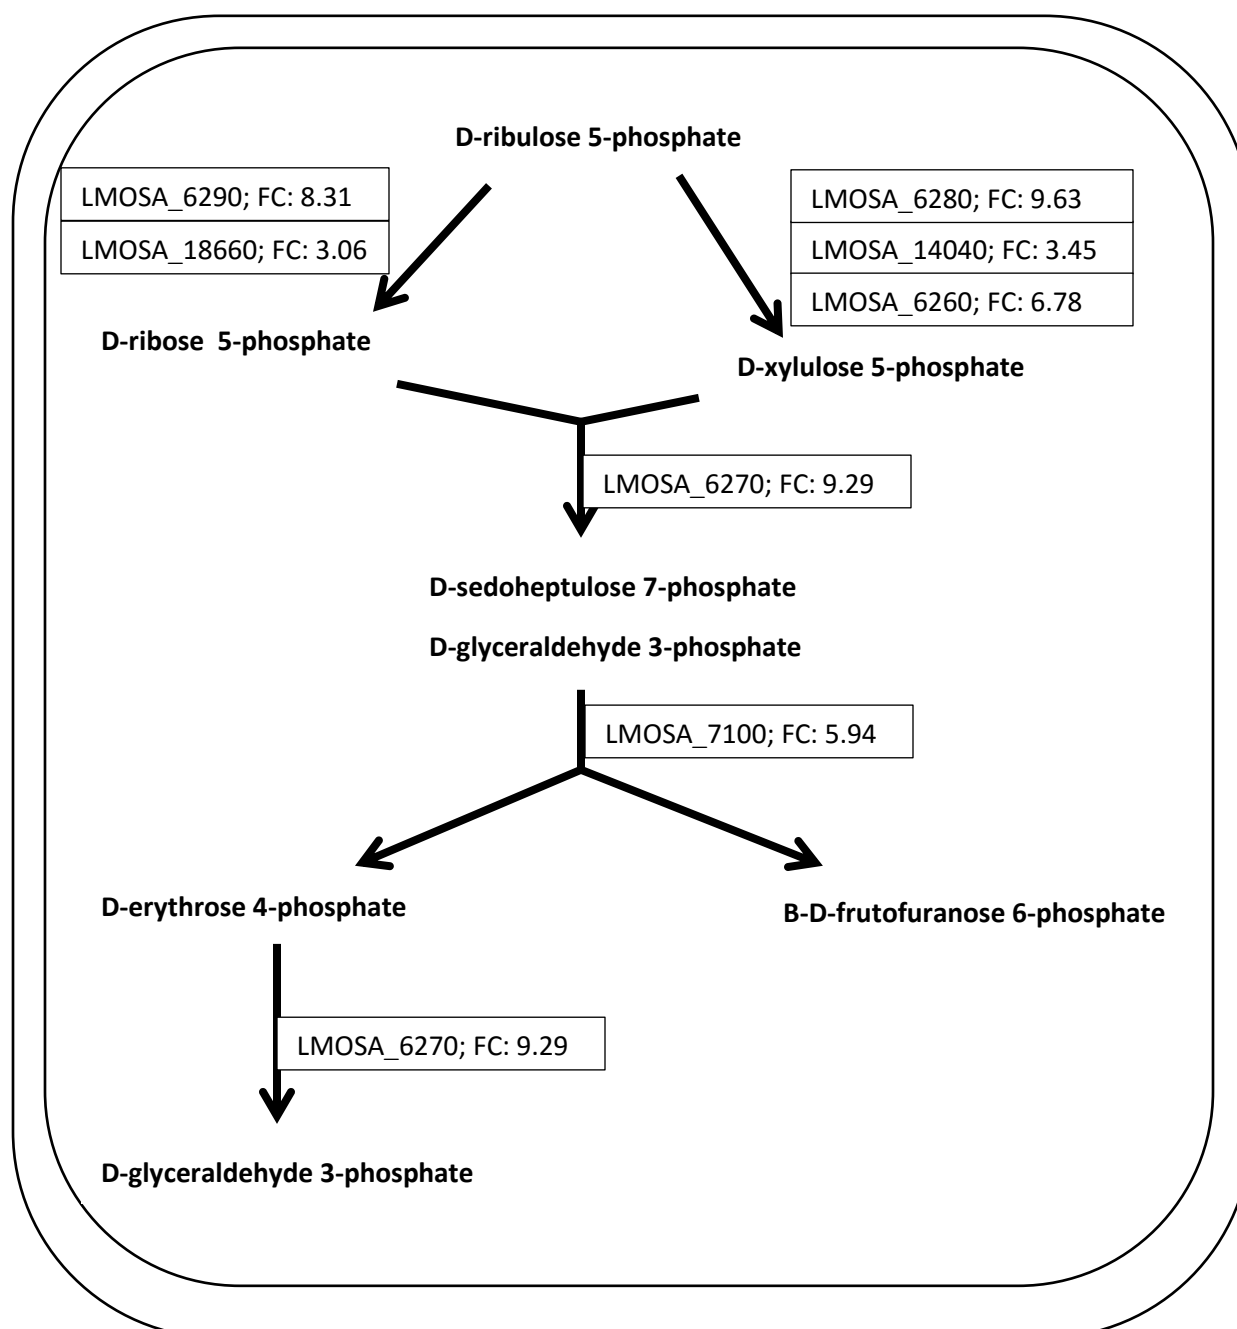 D-ribulose 5-phosphate
LMOSA_6290; FC: 8.31
LMOSA_18660; FC: 3.06
LMOSA_6280; FC: 9.63
LMOSA_14040; FC: 3.45
LMOSA_6260; FC: 6.78
D-ribose 5-phosphate
D-xylulose 5-phosphate
LMOSA_6270; FC: 9.29
D-sedoheptulose 7-phosphate
D-glyceraldehyde 3-phosphate
LMOSA_7100; FC: 5.94
D-erythrose 4-phosphate
B-D-frutofuranose 6-phosphate
LMOSA_6270; FC: 9.29
D-glyceraldehyde 3-phosphate